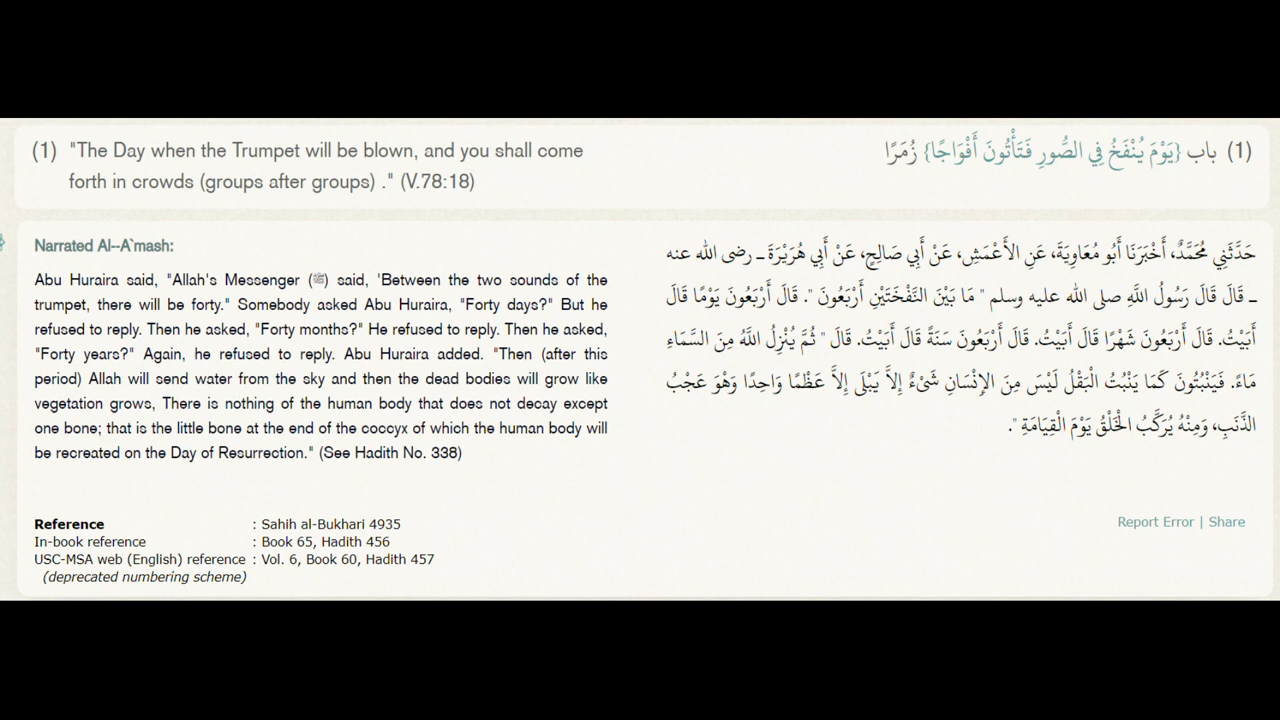 (1) "The Day when the Trumpet will be blown, and you shall come
forth in crowds (groups after groups) ." (V.78:18)
(1) باب {يَوْمَ يُنْفَخُ فِي الصُّورِ فَتَأْتُونَ أَفْوَاجًا} زُمَرًا
Narrated Al--A`mash:
Abu Huraira said, "Allah's Messenger (ﷺ) said, 'Between the two sounds of the
trumpet, there will be forty." Somebody asked Abu Huraira, "Forty days?" But he
refused to reply. Then he asked, "Forty months?" He refused to reply. Then he asked,
"Forty years?" Again, he refused to reply. Abu Huraira added. "Then (after this
period) Allah will send water from the sky and then the dead bodies will grow like
vegetation grows, There is nothing of the human body that does not decay except
one bone; that is the little bone at the end of the coccyx of which the human body will
be recreated on the Day of Resurrection." (See Hadith No. 338)
حَدَّثَنِي مُحَمَّدٌ، أَخْبَرَنَا أَبُو مُعَاوِيَةَ، عَنِ الأَعْمَشِ، عَنْ أَبِي صَالِحٍ، عَنْ أَبِي هُرَيْرَةَ ـ رضى الله عنه
ـ قَالَ قَالَ رَسُولُ اللَّهِ صلى الله عليه وسلم " مَا بَيْنَ النَّفْخَتَيْنِ أَرْبَعُونَ ". قَالَ أَرْبَعُونَ يَوْمًا قَالَ
أَبَيْتُ. قَالَ أَرْبَعُونَ شَهْرًا قَالَ أَبَيْتُ. قَالَ أَرْبَعُونَ سَنَةً قَالَ أَبَيْتُ. قَالَ " ثُمَّ يُنْزِلُ اللَّهُ مِنَ السَّمَاءِ
مَاءً. فَيَنْبُتُونَ كَمَا يَنْبُتُ الْبَقْلُ لَيْسَ مِنَ الإِنْسَانِ شَىْءٌ إِلاَّ يَبْلَى إِلاَّ عَظْمًا وَاحِدًا وَهْوَ عَجْبُ
الذَّنَبِ، وَمِنْهُ يُرَكَّبُ الْخَلْقُ يَوْمَ الْقِيَامَةِ ".
Reference : Sahih al-Bukhari 4935
In-book reference : Book 65, Hadith 456
USC-MSA web (English) reference : Vol. 6, Book 60, Hadith 457
(deprecated numbering scheme)
Report Error | Share